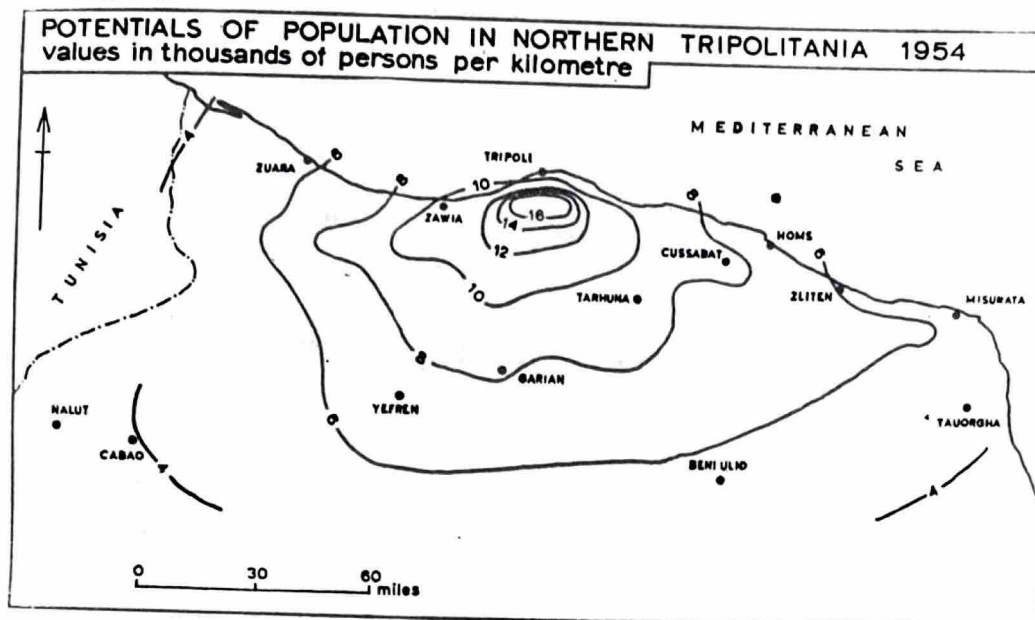 POTENTIALS OF POPULATION IN NORTHERN TRIPOLITANIA 1954
values in thousands of persons per kilometre
MEDITERRANEAN
SEA
TUNISIA
4
ZUARA
6
8
10
TRIPOLI
ZAWIA
14
16
12
8
HOMS
CUSSABAT
6
10
TARHUNA
ZLITEN
MISURATA
8
GARIAN
YEFREN
6
NALUT
CABAO
4
TAUORGHA
BENI ULID
4
0 30 60
miles